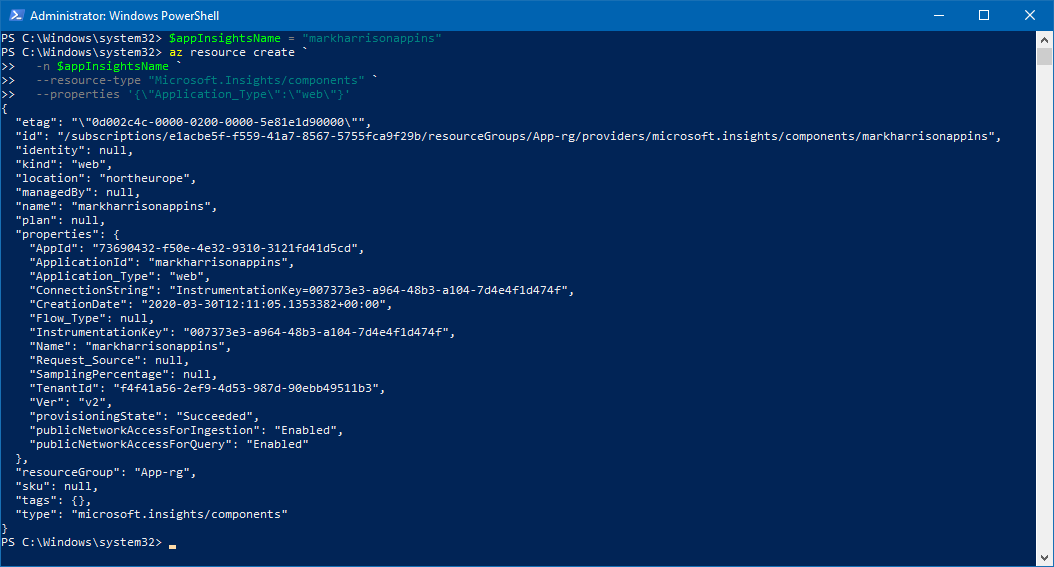 Administrator: Windows PowerShell
PS C:\Windows\system32> $appInsightsName = "markharrisonappins"
PS C:\Windows\system32> az resource create `
>>   -n $appInsightsName `
>>   --resource-type "Microsoft.Insights/components" `
>>   --properties '{\"Application_Type\":\"web\"}'
{
  "etag": "\"0d002c4c-0000-0200-0000-5e81e1d90000\"",
  "id": "/subscriptions/e1acbe5f-f559-41a7-8567-5755fca9f29b/resourceGroups/App-rg/providers/microsoft.insights/components/markharrisonappins",
  "identity": null,
  "kind": "web",
  "location": "northeurope",
  "managedBy": null,
  "name": "markharrisonappins",
  "plan": null,
  "properties": {
    "AppId": "73690432-f50e-4e32-9310-3121fd41d5cd",
    "ApplicationId": "markharrisonappins",
    "Application_Type": "web",
    "ConnectionString": "InstrumentationKey=007373e3-a964-48b3-a104-7d4e4f1d474f",
    "CreationDate": "2020-03-30T12:11:05.1353382+00:00",
    "Flow_Type": null,
    "InstrumentationKey": "007373e3-a964-48b3-a104-7d4e4f1d474f",
    "Name": "markharrisonappins",
    "Request_Source": null,
    "SamplingPercentage": null,
    "TenantId": "f4f41a56-2ef9-4d53-987d-90ebb49511b3",
    "Ver": "v2",
    "provisioningState": "Succeeded",
    "publicNetworkAccessForIngestion": "Enabled",
    "publicNetworkAccessForQuery": "Enabled"
  },
  "resourceGroup": "App-rg",
  "sku": null,
  "tags": {},
  "type": "microsoft.insights/components"
}
PS C:\Windows\system32>